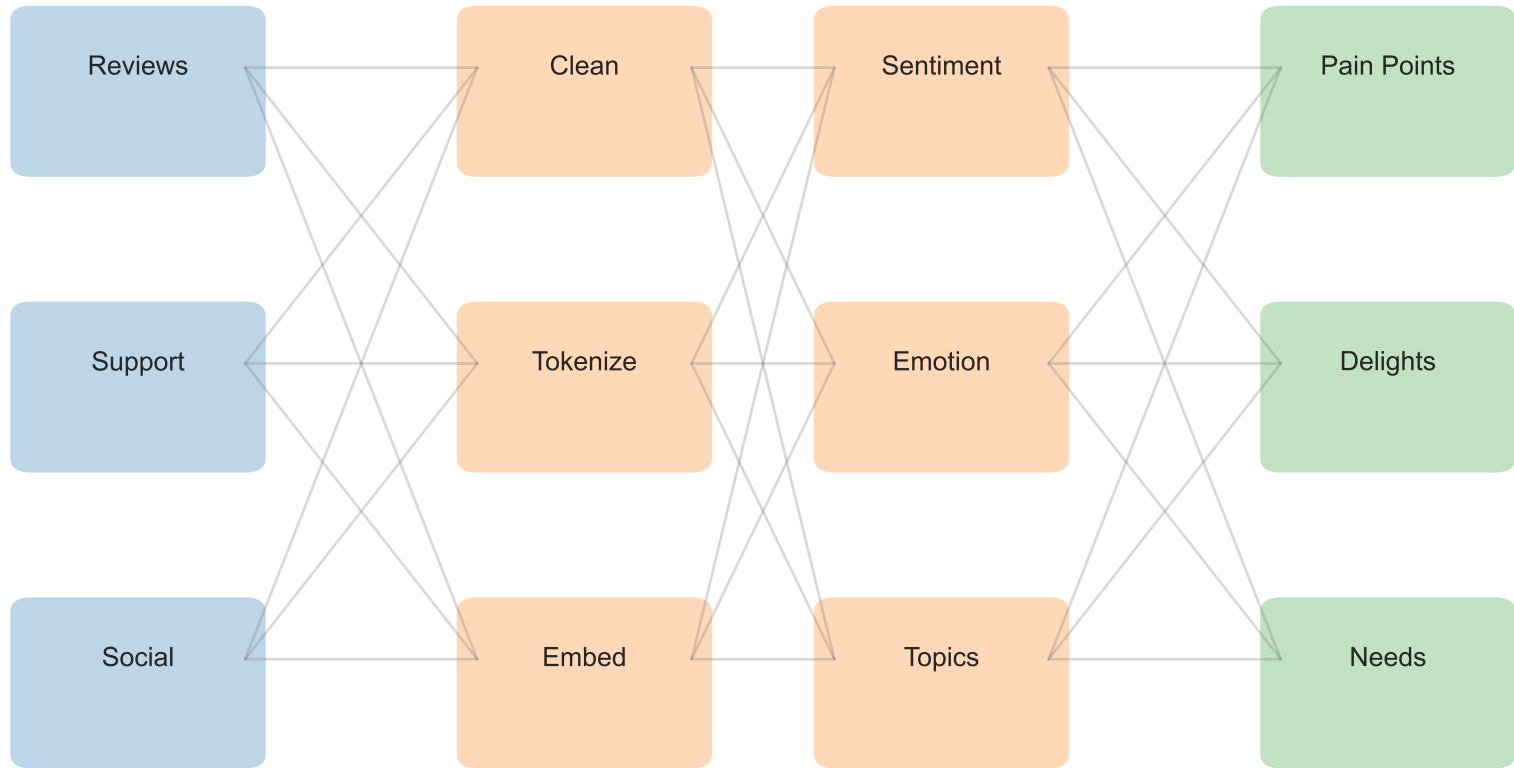 Reviews
Clean
Sentiment
Pain Points
Support
Tokenize
Emotion
Delights
Social
Embed
Topics
Needs